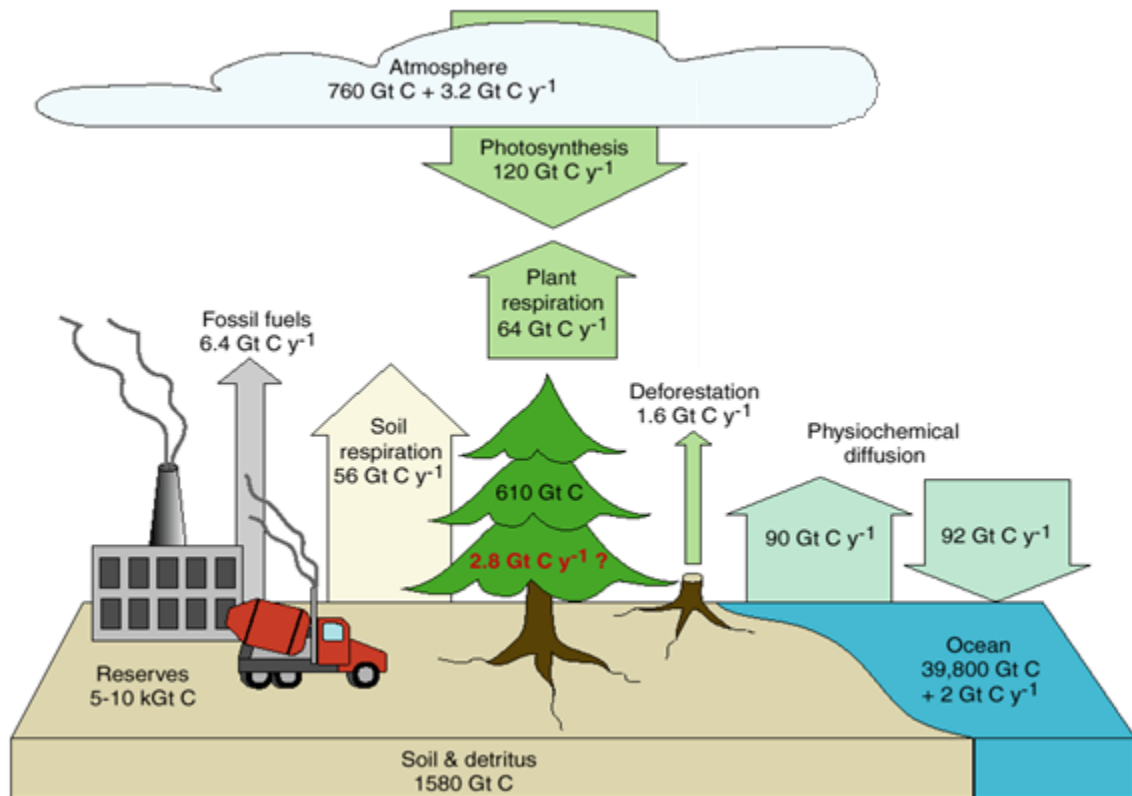 Atmosphere
760 Gt C + 3.2 Gt C y⁻¹
Photosynthesis
120 Gt C y⁻¹
Plant
respiration
64 Gt C y⁻¹
Fossil fuels
6.4 Gt C y⁻¹
Soil
respiration
56 Gt C y⁻¹
610 Gt C
2.8 Gt C y⁻¹ ?
Deforestation
1.6 Gt C y⁻¹
Physiochemical
diffusion
90 Gt C y⁻¹
92 Gt C y⁻¹
Reserves
5-10 kGt C
Ocean
39,800 Gt C
+ 2 Gt C y⁻¹
Soil & detritus
1580 Gt C